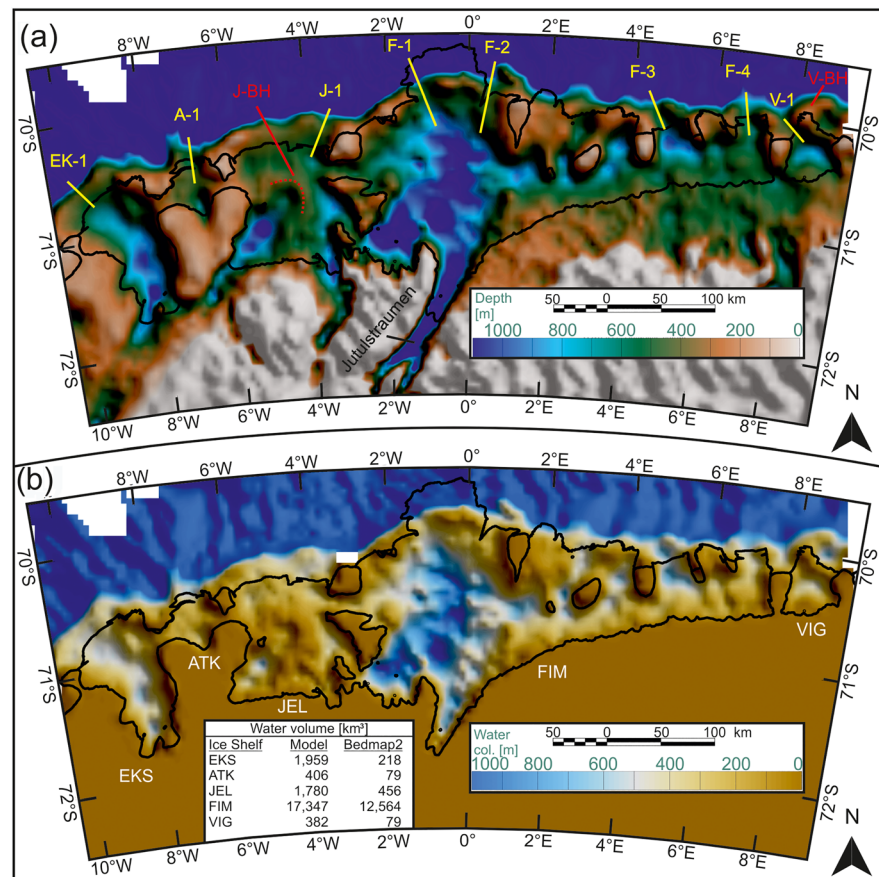 (a)
8°W 6°W 4°W 2°W 0° 2°E 4°E 6°E 8°E
F-1 F-2
F-3 F-4 V-BH
A-1 J-BH J-1 V-1
EK-1
70°S 70°S
71°S 71°S
72°S 72°S
Jutulstraumen
Depth [m]
50 0 50 100 km
1000 800 600 400 200 0
10°W 8°W 6°W 4°W 2°W 0° 2°E 4°E 6°E 8°E
N
(b)
8°W 6°W 4°W 2°W 0° 2°E 4°E 6°E 8°E
70°S 70°S
71°S 71°S
72°S 72°S
VIG
ATK
FIM
JEL
EKS
Water volume [km³]
Ice Shelf Model Bedmap2
EKS 1,959 218
ATK 406 79
JEL 1,780 456
FIM 17,347 12,564
VIG 382 79
Water col. [m]
50 0 50 100 km
1000 800 600 400 200 0
10°W 8°W 6°W 4°W 2°W 0° 2°E 4°E 6°E 8°E
N